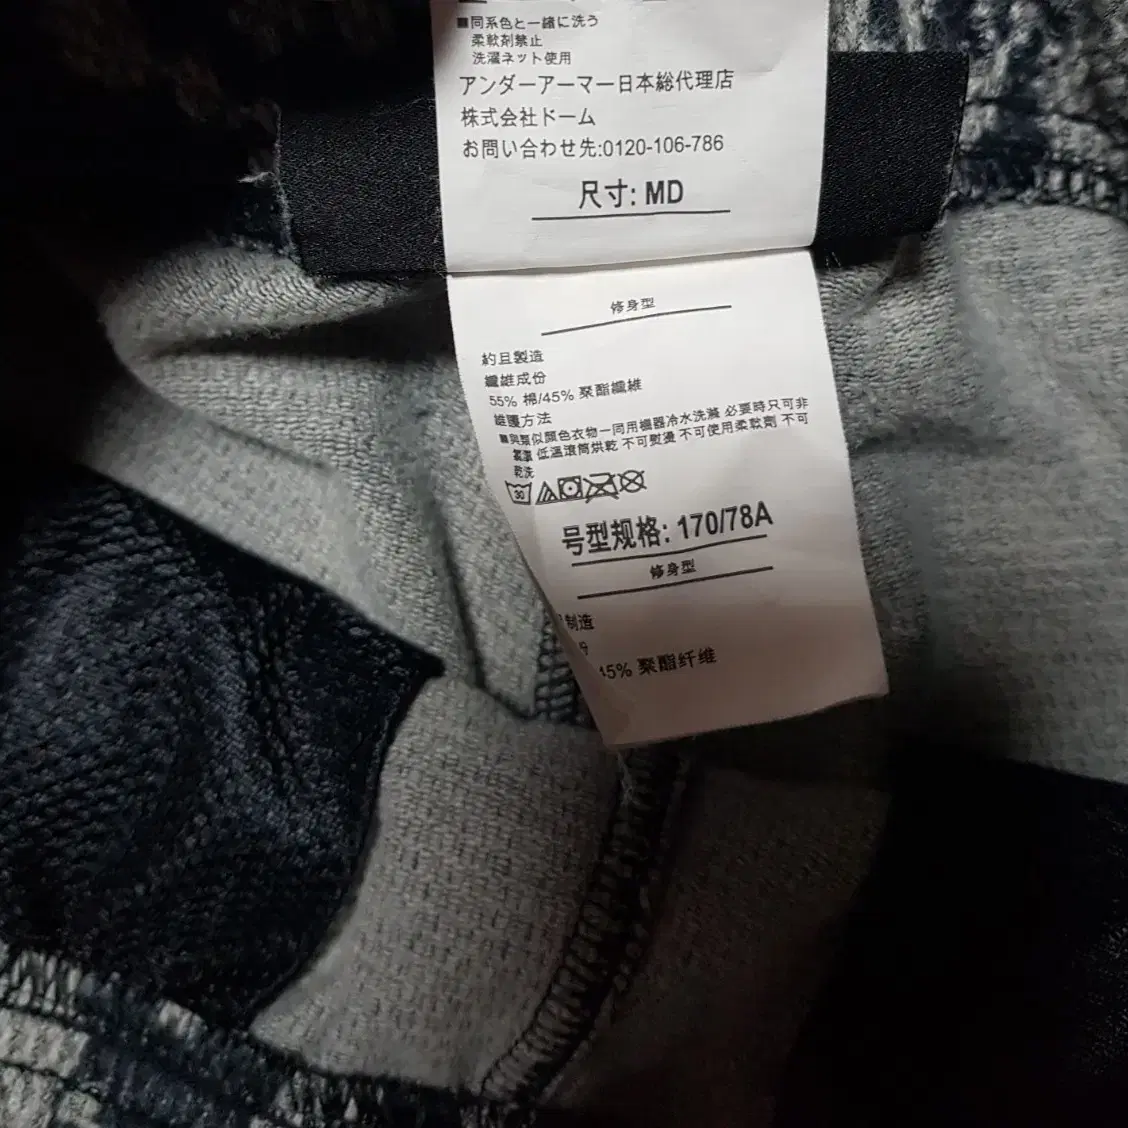 ■同系色と一緒に洗う
柔軟剤禁止
洗濯ネット使用
アンダーアーマー日本総代理店
株式会社ドーム
お問い合わせ先:0120-106-786
尺寸: MD
修身型
約旦製造
纖維成份
55% 棉/45% 聚酯纖維
維護方法
■與類似顏色衣物一同用機器冷水洗滌 必要時只可非
氯漂 低溫滾筒烘乾 不可熨燙 不可使用柔軟劑 不可
乾洗
30
号型规格: 170/78A
修身型
制造
份
45% 聚酯纤维